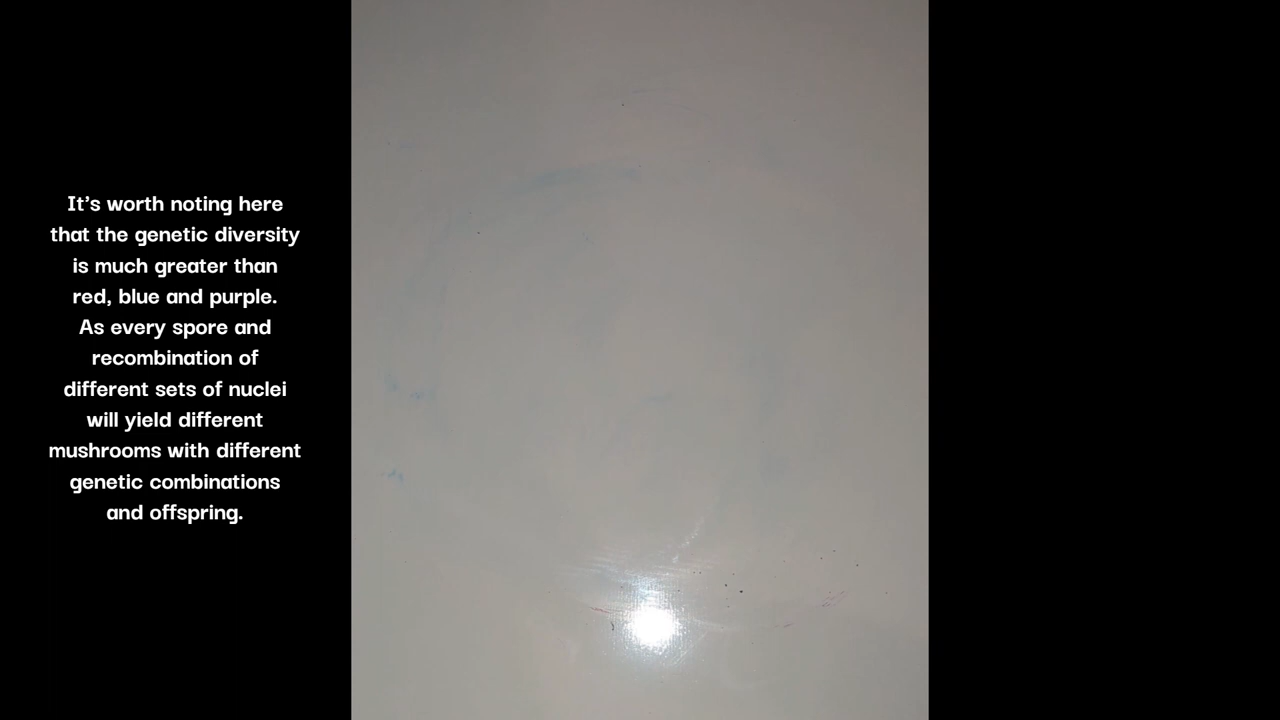 It's worth noting here
that the genetic diversity
is much greater than
red, blue and purple.
As every spore and
recombination of
different sets of nuclei
will yield different
mushrooms with different
genetic combinations
and offspring.